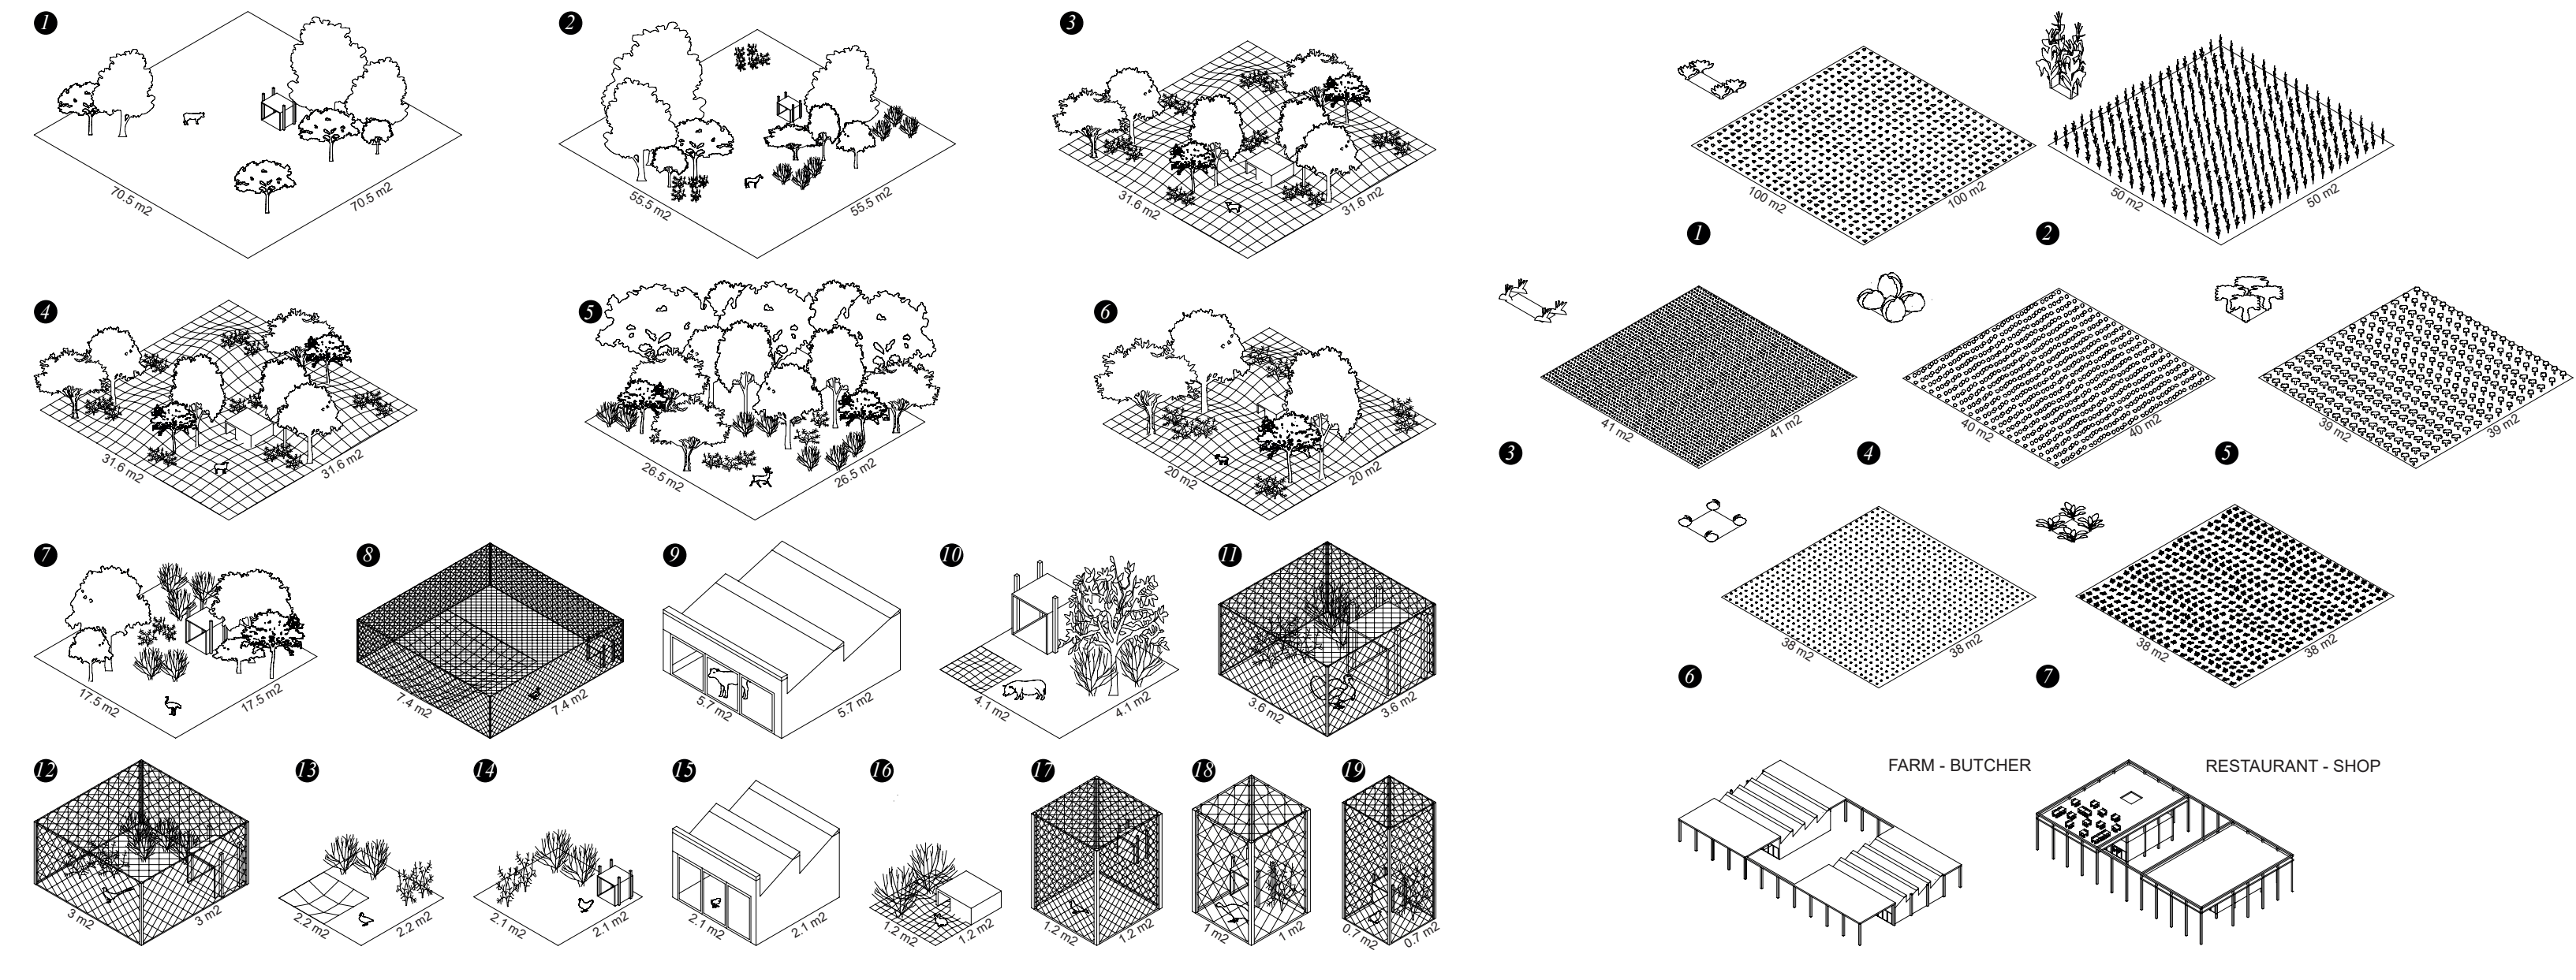 1
70.5 m2
70.5 m2
2
55.5 m2
55.5 m2
3
31.6 m2
31.6 m2
4
31.6 m2
31.6 m2
5
26.5 m2
26.5 m2
6
20 m2
20 m2
7
17.5 m2
17.5 m2
8
7.4 m2
7.4 m2
9
5.7 m2
5.7 m2
10
4.1 m2
4.1 m2
11
3.6 m2
3.6 m2
12
3 m2
3 m2
13
2.2 m2
2.2 m2
14
2.1 m2
2.1 m2
15
2.1 m2
2.1 m2
16
1.2 m2
1.2 m2
17
1.2 m2
1.2 m2
18
1 m2
1 m2
19
0.7 m2
0.7 m2
100 m2
100 m2
1
50 m2
50 m2
2
41 m2
41 m2
3
40 m2
40 m2
4
39 m2
39 m2
5
38 m2
38 m2
6
38 m2
38 m2
7
FARM - BUTCHER
RESTAURANT - SHOP